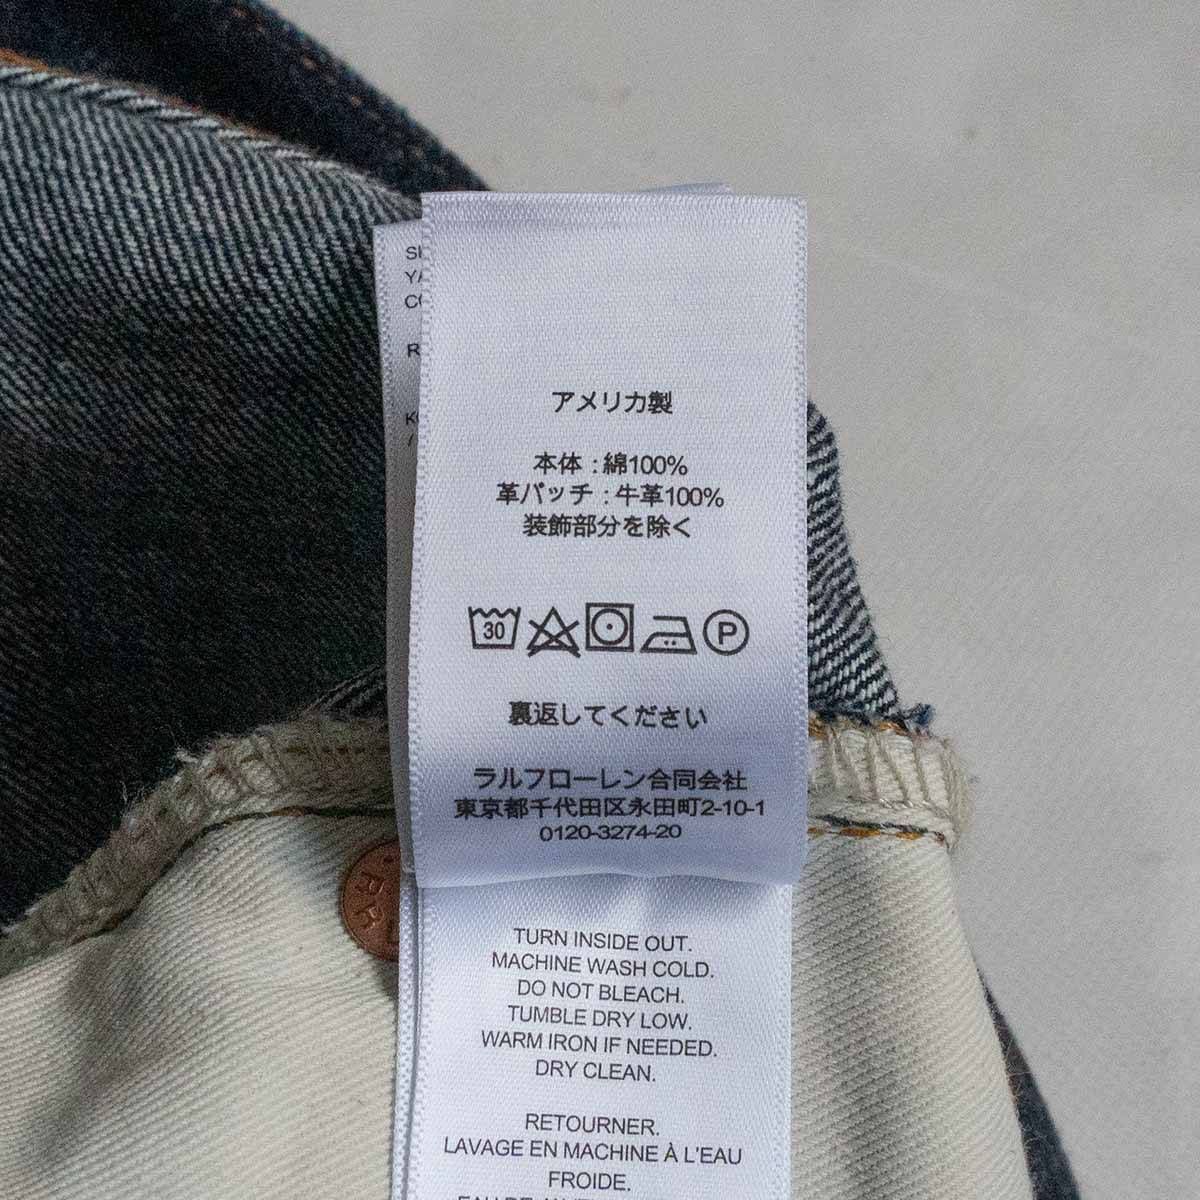 アメリカ製
本体 : 綿100%
革パッチ : 牛革100%
装飾部分を除く
30
P
裏返してください
ラルフローレン合同会社
東京都千代田区永田町2-10-1
0120-3274-20
TURN INSIDE OUT.
MACHINE WASH COLD.
DO NOT BLEACH.
TUMBLE DRY LOW.
WARM IRON IF NEEDED.
DRY CLEAN.
RETOURNER.
LAVAGE EN MACHINE À L'EAU
FROIDE.